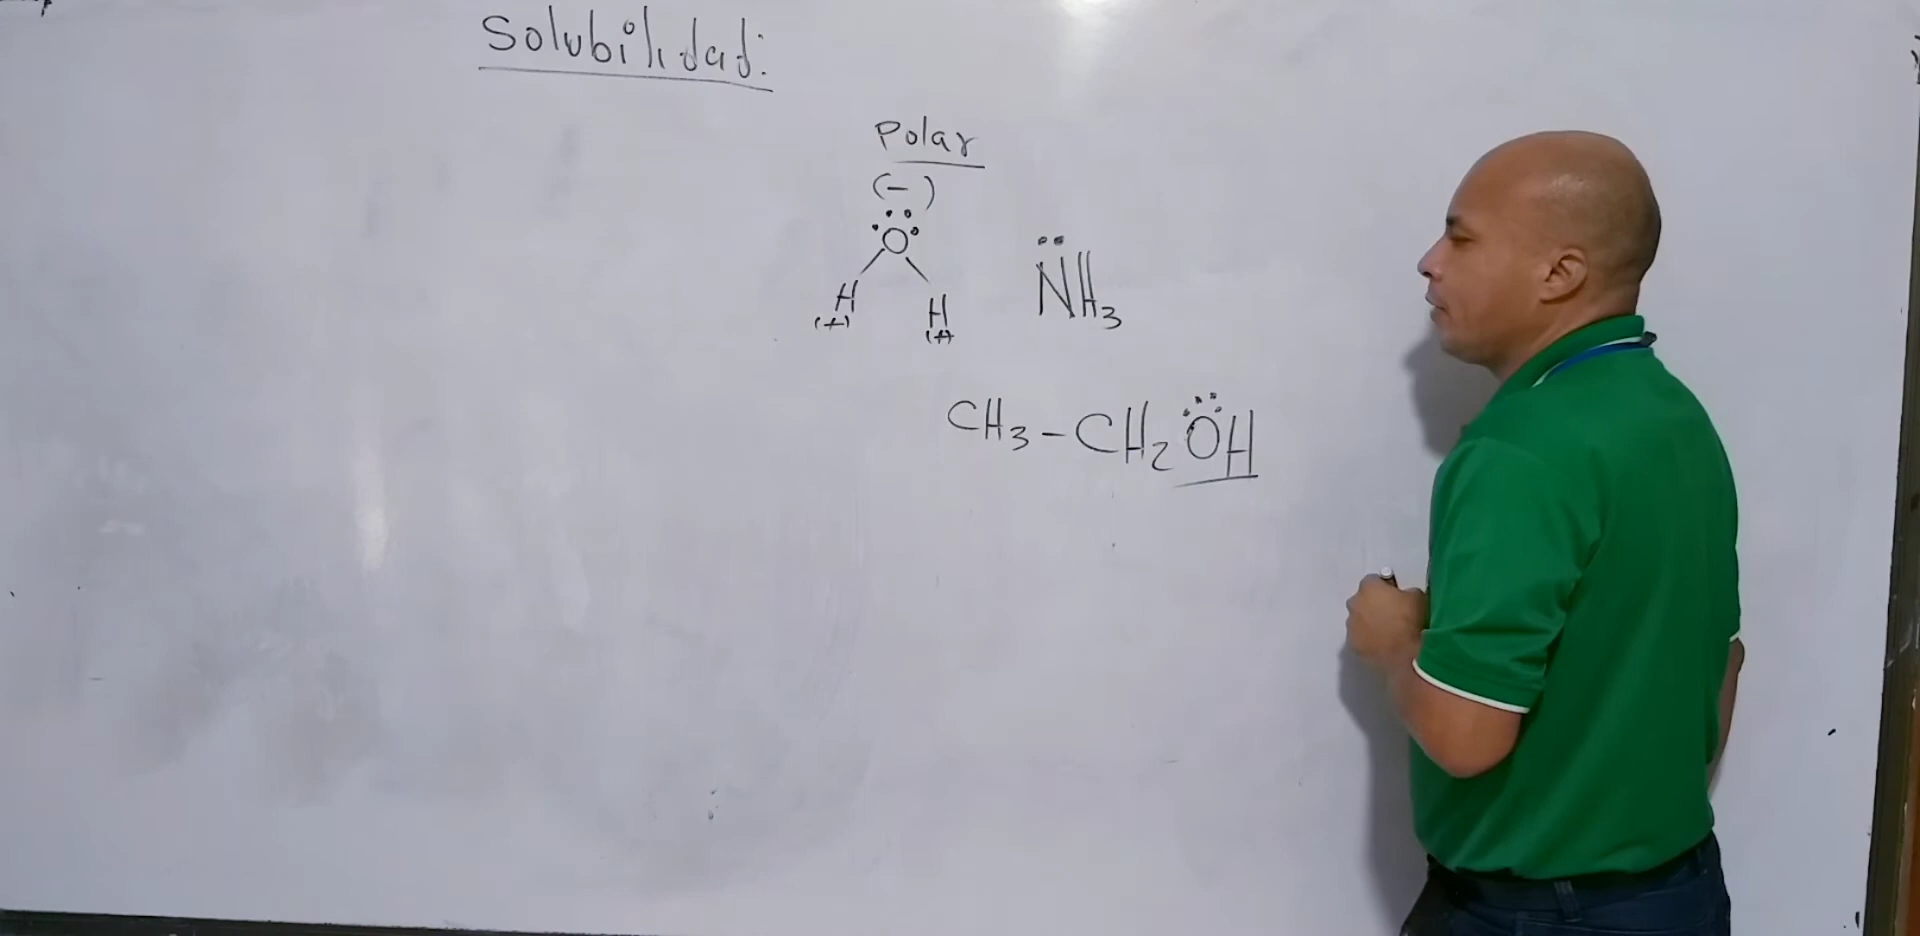 Solubilidad:
Polar
(-)
O
H H
(+) (+)
NH3
CH3-CH2OH